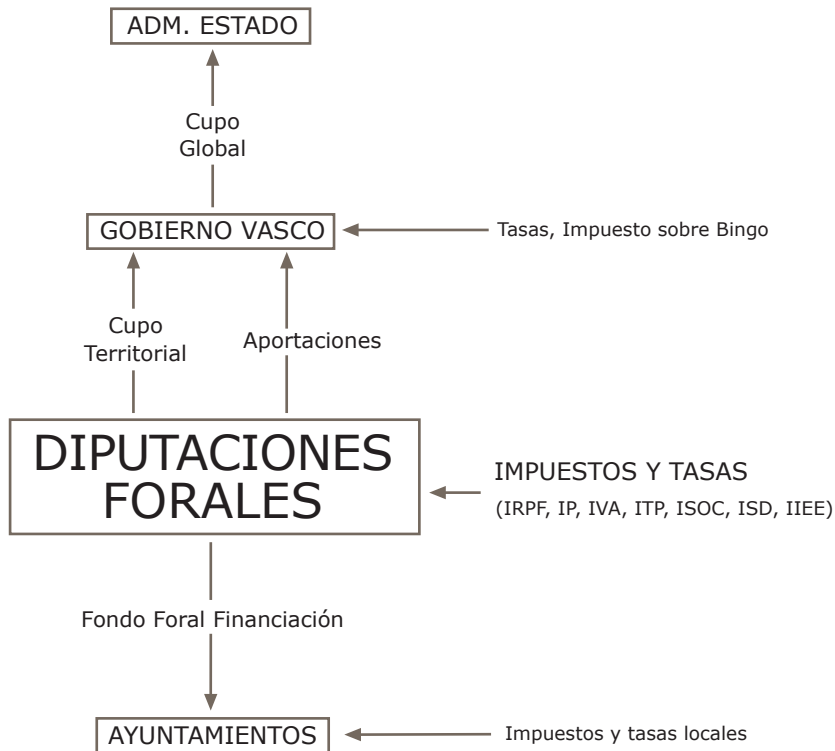 ADM. ESTADO
Cupo
Global
GOBIERNO VASCO
Tasas, Impuesto sobre Bingo
Cupo
Territorial
Aportaciones
DIPUTACIONES
FORALES
IMPUESTOS Y TASAS
(IRPF, IP, IVA, ITP, ISOC, ISD, IIEE)
Fondo Foral Financiación
AYUNTAMIENTOS
Impuestos y tasas locales